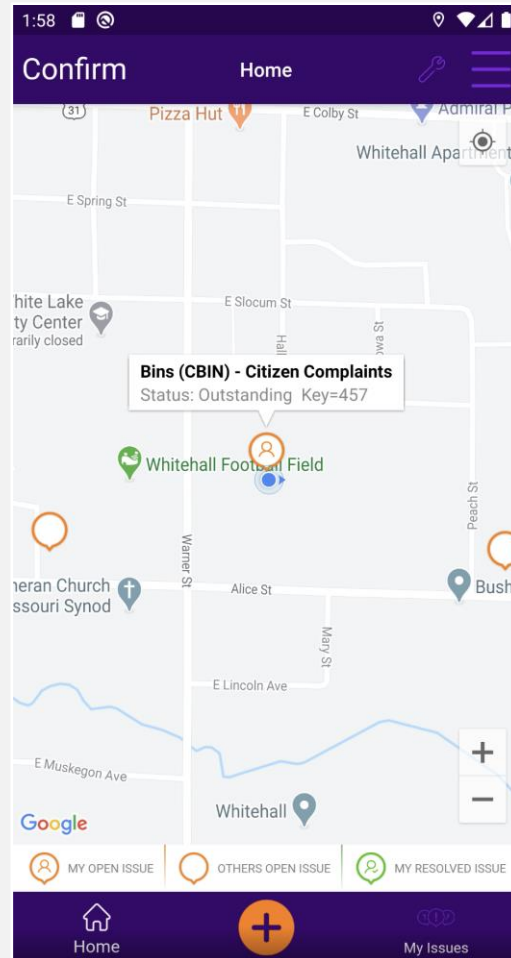 1:58
Confirm
Home
31
Pizza Hut
E Colby St
Admiral P
Whitehall Apartment
E Spring St
hite Lake
ty Center
rarily closed
E Slocum St
Hall
owa St
Bins (CBIN) - Citizen Complaints
Status: Outstanding Key=457
Whitehall Football Field
Peach St
Warner St
heran Church
ssouri Synod
Alice St
Bush
Mary St
E Lincoln Ave
E Muskegon Ave
Whitehall
+
−
Google
MY OPEN ISSUE
OTHERS OPEN ISSUE
MY RESOLVED ISSUE
Home
+
My Issues